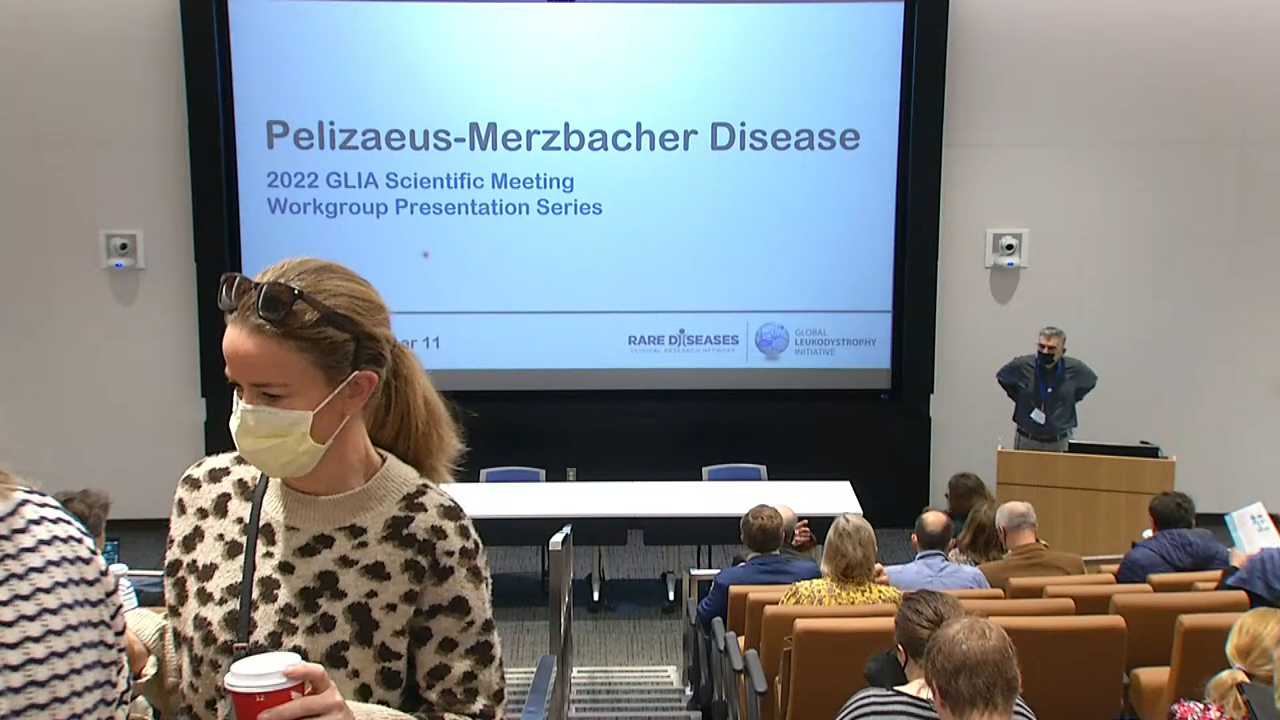 Pelizaeus-Merzbacher Disease
2022 GLIA Scientific Meeting
Workgroup Presentation Series
er 11
RARE DISEASES
CLINICAL RESEARCH NETWORK
GLOBAL
LEUKODYSTROPHY
INITIATIVE
12